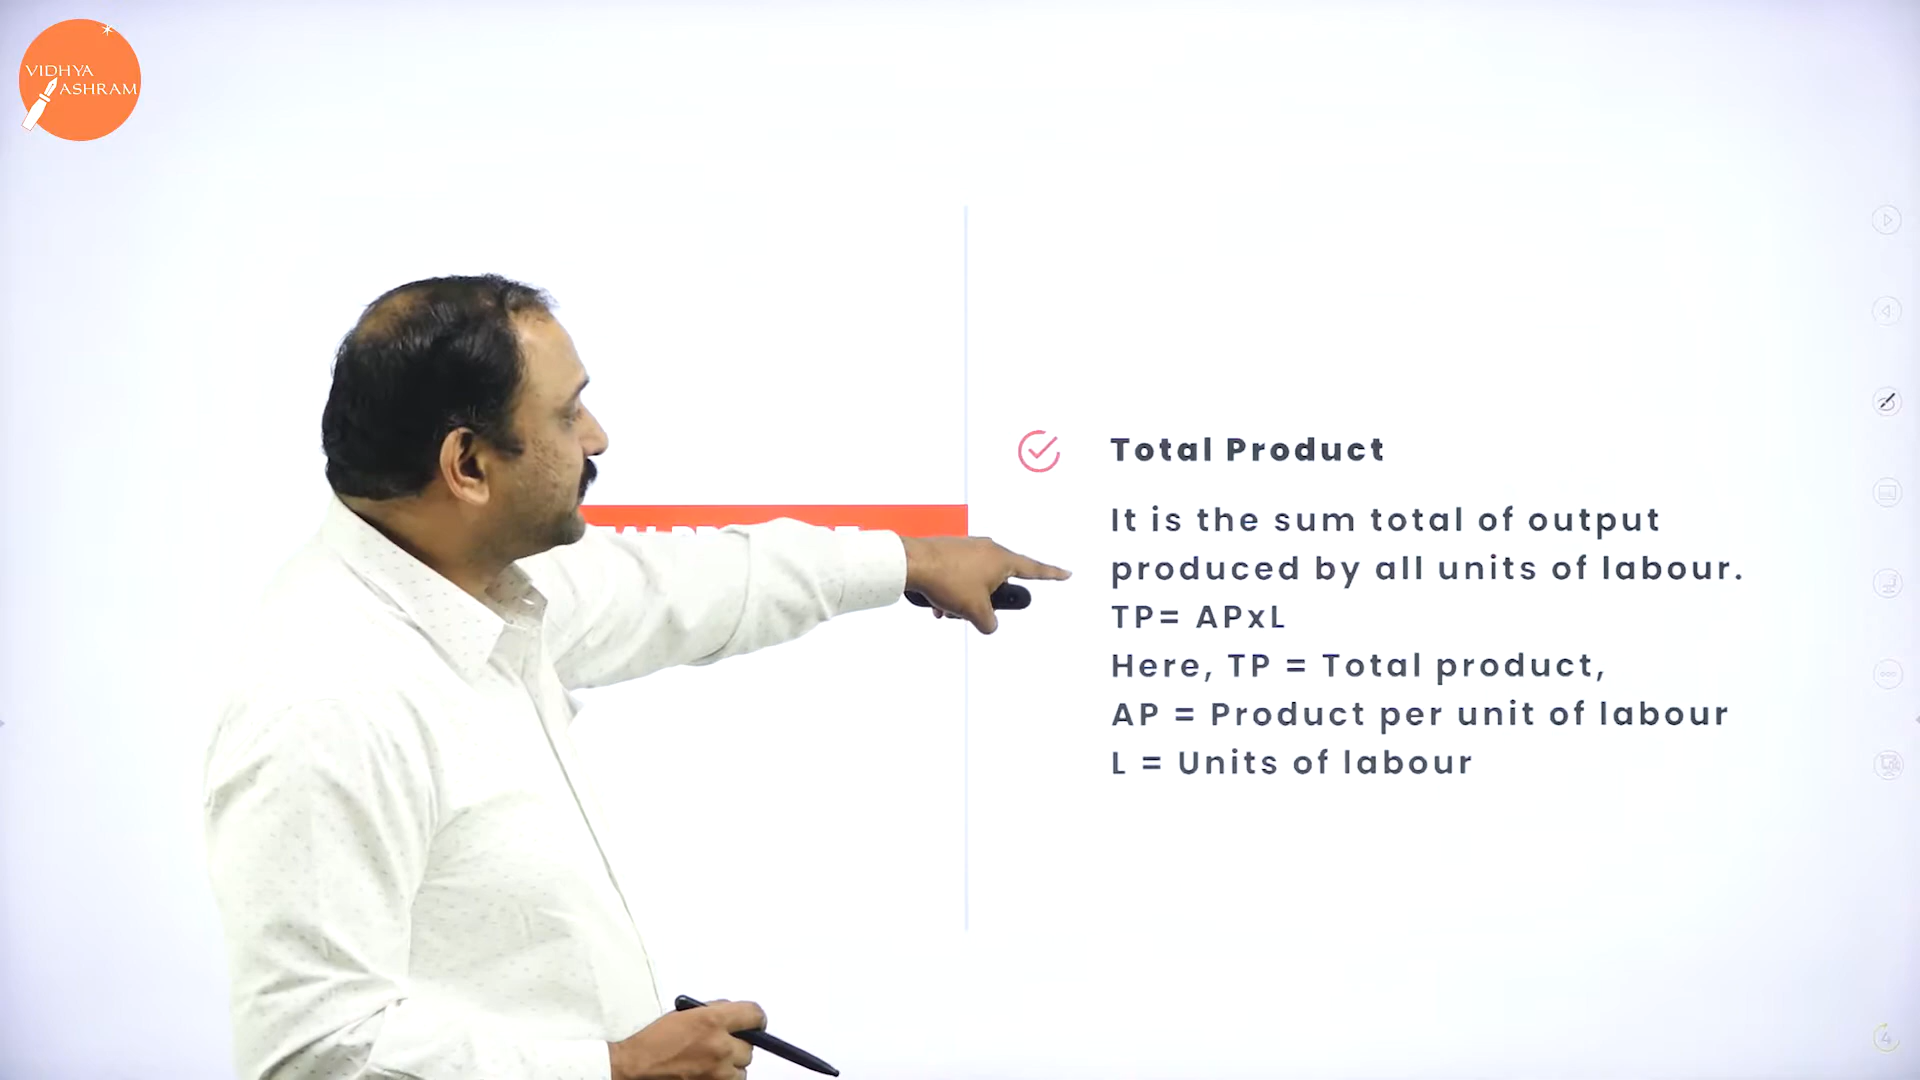 VIDHYA
ASHRAM
Total Product
It is the sum total of output
produced by all units of labour.
TP= APxL
Here, TP = Total product,
AP = Product per unit of labour
L = Units of labour
4